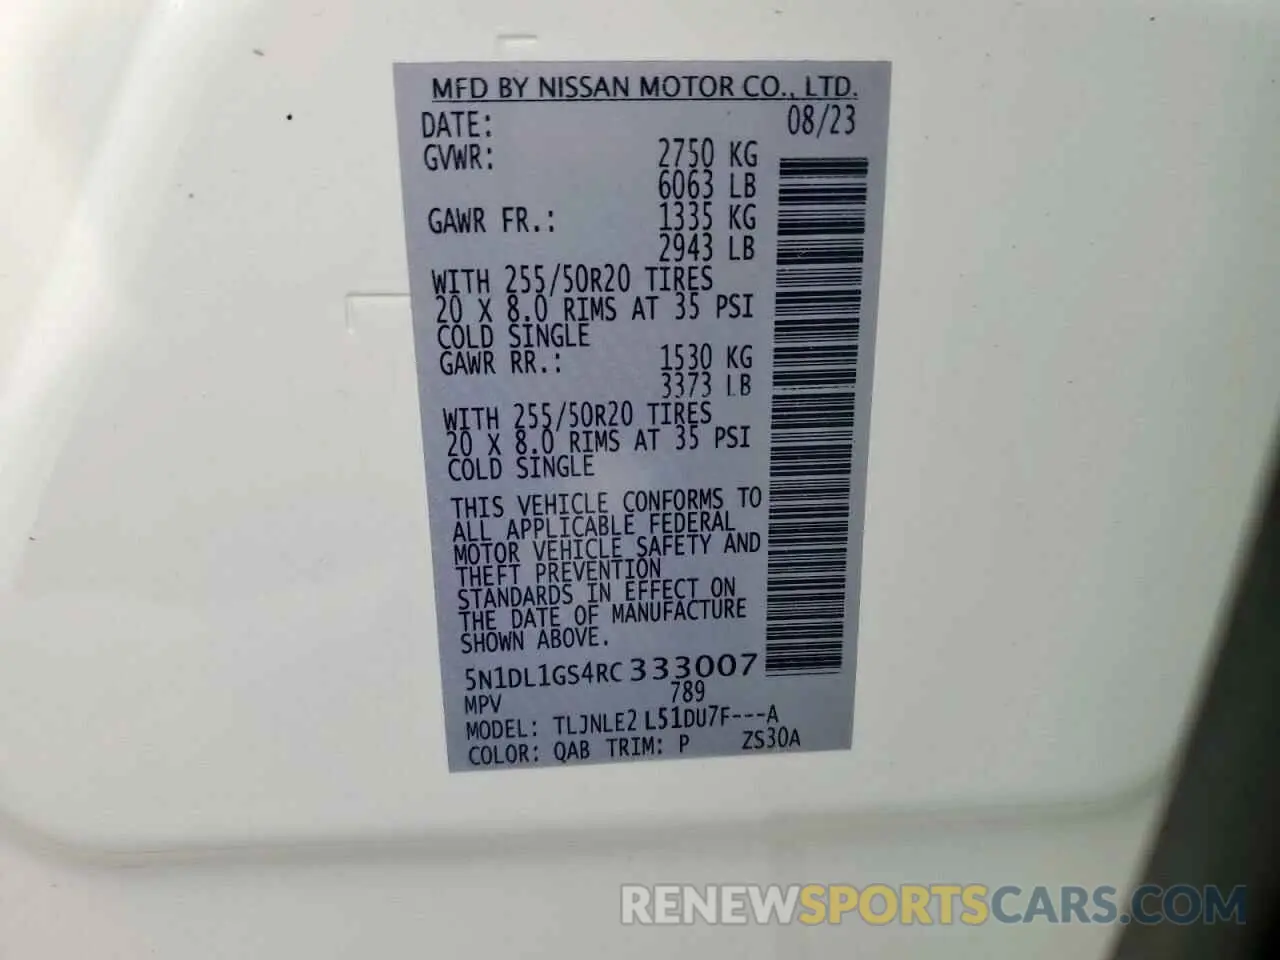 MFD BY NISSAN MOTOR CO., LTD.
DATE: 08/23
GVWR: 2750 KG
6063 LB
GAWR FR.: 1335 KG
2943 LB
WITH 255/50R20 TIRES
20 X 8.0 RIMS AT 35 PSI
COLD SINGLE
GAWR RR.: 1530 KG
3373 LB
WITH 255/50R20 TIRES
20 X 8.0 RIMS AT 35 PSI
COLD SINGLE
THIS VEHICLE CONFORMS TO
ALL APPLICABLE FEDERAL
MOTOR VEHICLE SAFETY AND
THEFT PREVENTION
STANDARDS IN EFFECT ON
THE DATE OF MANUFACTURE
SHOWN ABOVE.
5N1DL1GS4RC333007
MPV 789
MODEL: TLJNLE2 L51DU7F---A
COLOR: QAB TRIM: P ZS30A
RENEWSPORTSCARS.COM